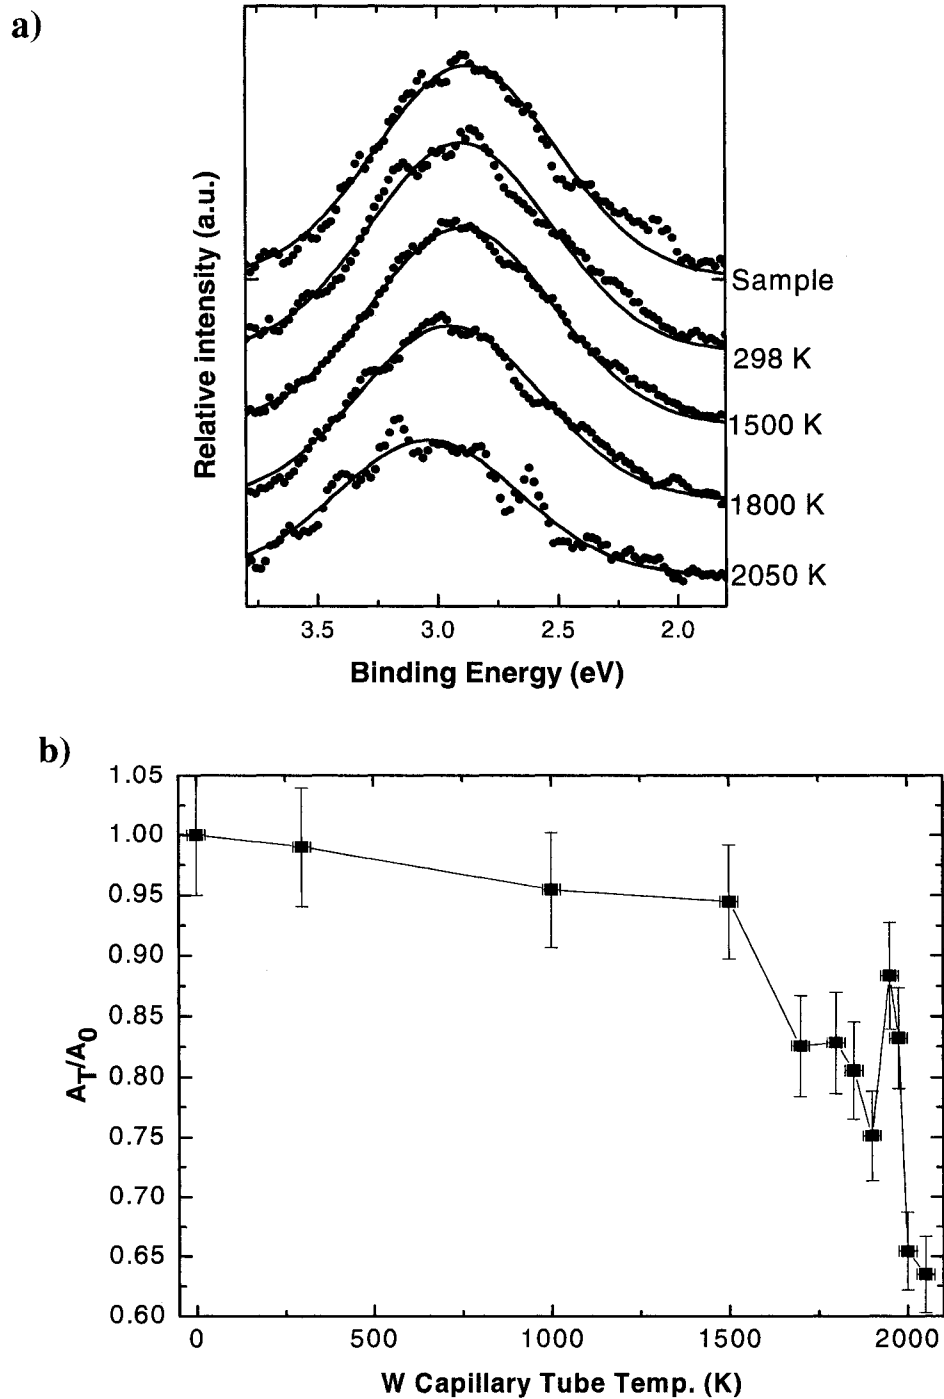 a)
Relative intensity (a.u.)
Sample
298 K
1500 K
1800 K
2050 K
3.5 3.0 2.5 2.0
Binding Energy (eV)
b)
A_T/A_0
1.05
1.00
0.95
0.90
0.85
0.80
0.75
0.70
0.65
0.60
0 500 1000 1500 2000
W Capillary Tube Temp. (K)